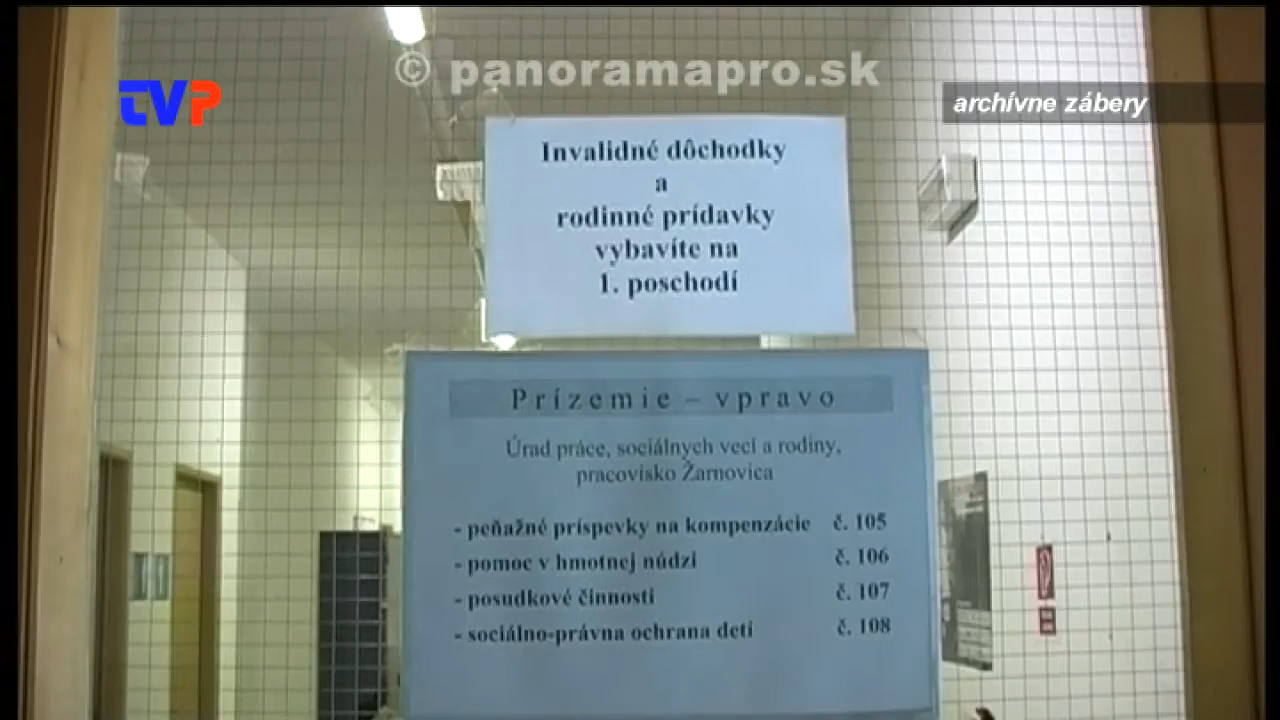 © panoramapro.sk
TVP
archívne zábery
Invalidné dôchodky
a
rodinné prídavky
vybavíte na
1. poschodí
Prízemie – vpravo
Úrad práce, sociálnych vecí a rodiny,
pracovisko Žarnovica
- peňažné príspevky na kompenzácie č. 105
- pomoc v hmotnej núdzi č. 106
- posudkové činnosti č. 107
- sociálno-právna ochrana detí č. 108